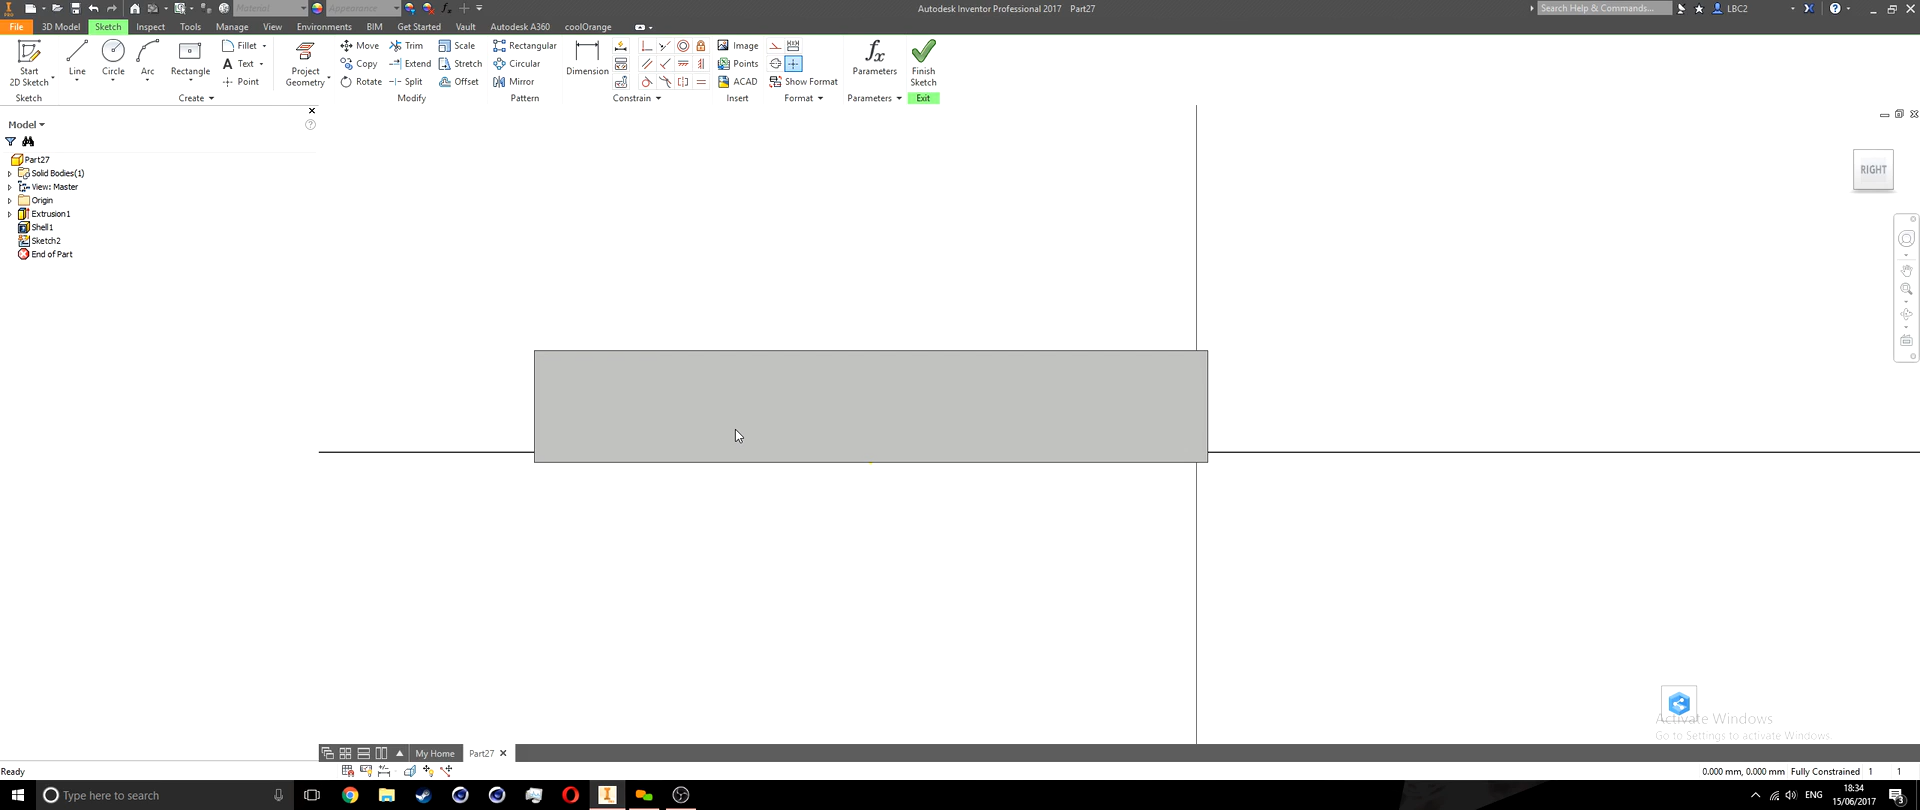 Material
Appearance
Autodesk Inventor Professional 2017 Part27
Search Help & Commands...
LBC2
File 3D Model Sketch Inspect Tools Manage View Environments BIM Get Started Vault Autodesk A360 coolOrange
Start
2D Sketch
Line
Circle
Arc
Rectangle
Fillet
Text
Point
Project
Geometry
Move
Copy
Rotate
Trim
Extend
Split
Scale
Stretch
Offset
Rectangular
Circular
Mirror
Dimension
Image
Points
ACAD
Show Format
Parameters
Finish
Sketch
Sketch Create Modify Pattern Constrain Insert Format Parameters Exit
Model
Part27
Solid Bodies(1)
View: Master
Origin
Extrusion1
Shell1
Sketch2
End of Part
RIGHT
Activate Windows
Go to Settings to activate Windows.
My Home Part27
Ready
0.000 mm, 0.000 mm Fully Constrained 1 1
Type here to search
ENG
18:34
15/06/2017
3